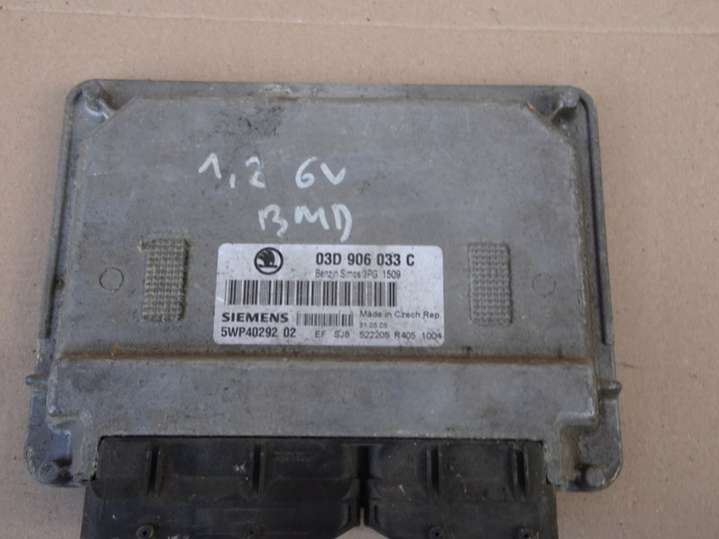 1,2 6V
BMD
03D 906 033 C
Benzin Simos 3PG 1509
SIEMENS
Made in Czech Rep.
5WP40292 02
EF SJ8 522206 R405 1004